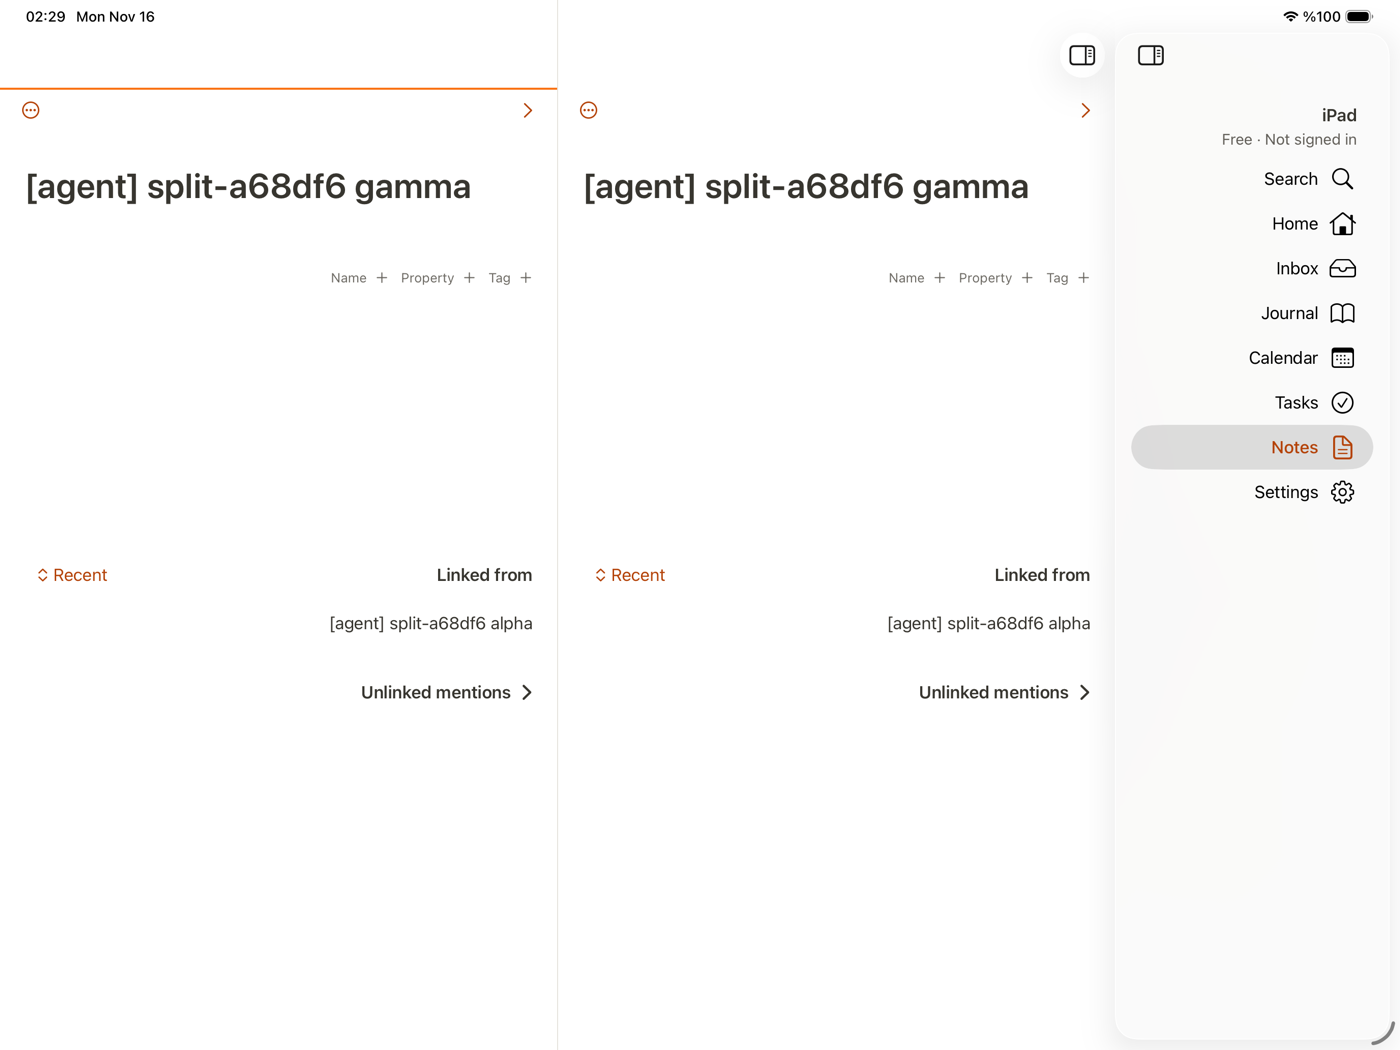 02:29 Mon Nov 16
%100
iPad
Free · Not signed in
Search
Home
Inbox
Journal
Calendar
Tasks
Notes
Settings
[agent] split-a68df6 gamma
Name + Property + Tag +
Linked from
Recent
[agent] split-a68df6 alpha
Unlinked mentions
[agent] split-a68df6 gamma
Name + Property + Tag +
Linked from
Recent
[agent] split-a68df6 alpha
Unlinked mentions